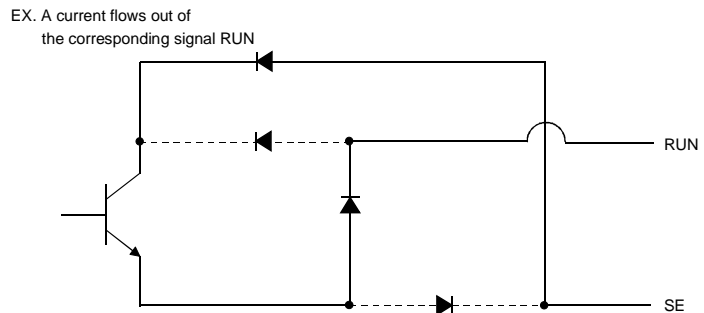 EX. A current flows out of
the corresponding signal RUN
RUN
SE